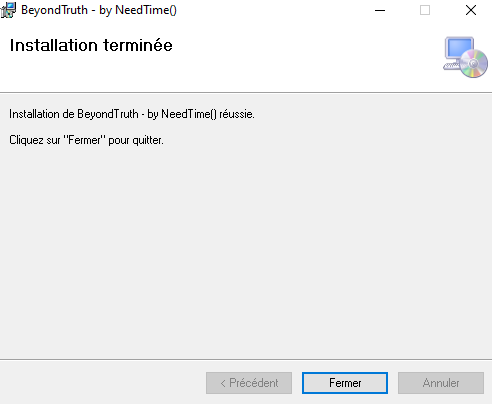 BeyondTruth - by NeedTime()
Installation terminée
Installation de BeyondTruth - by NeedTime() réussie.
Cliquez sur "Fermer" pour quitter.
< Précédent
Fermer
Annuler